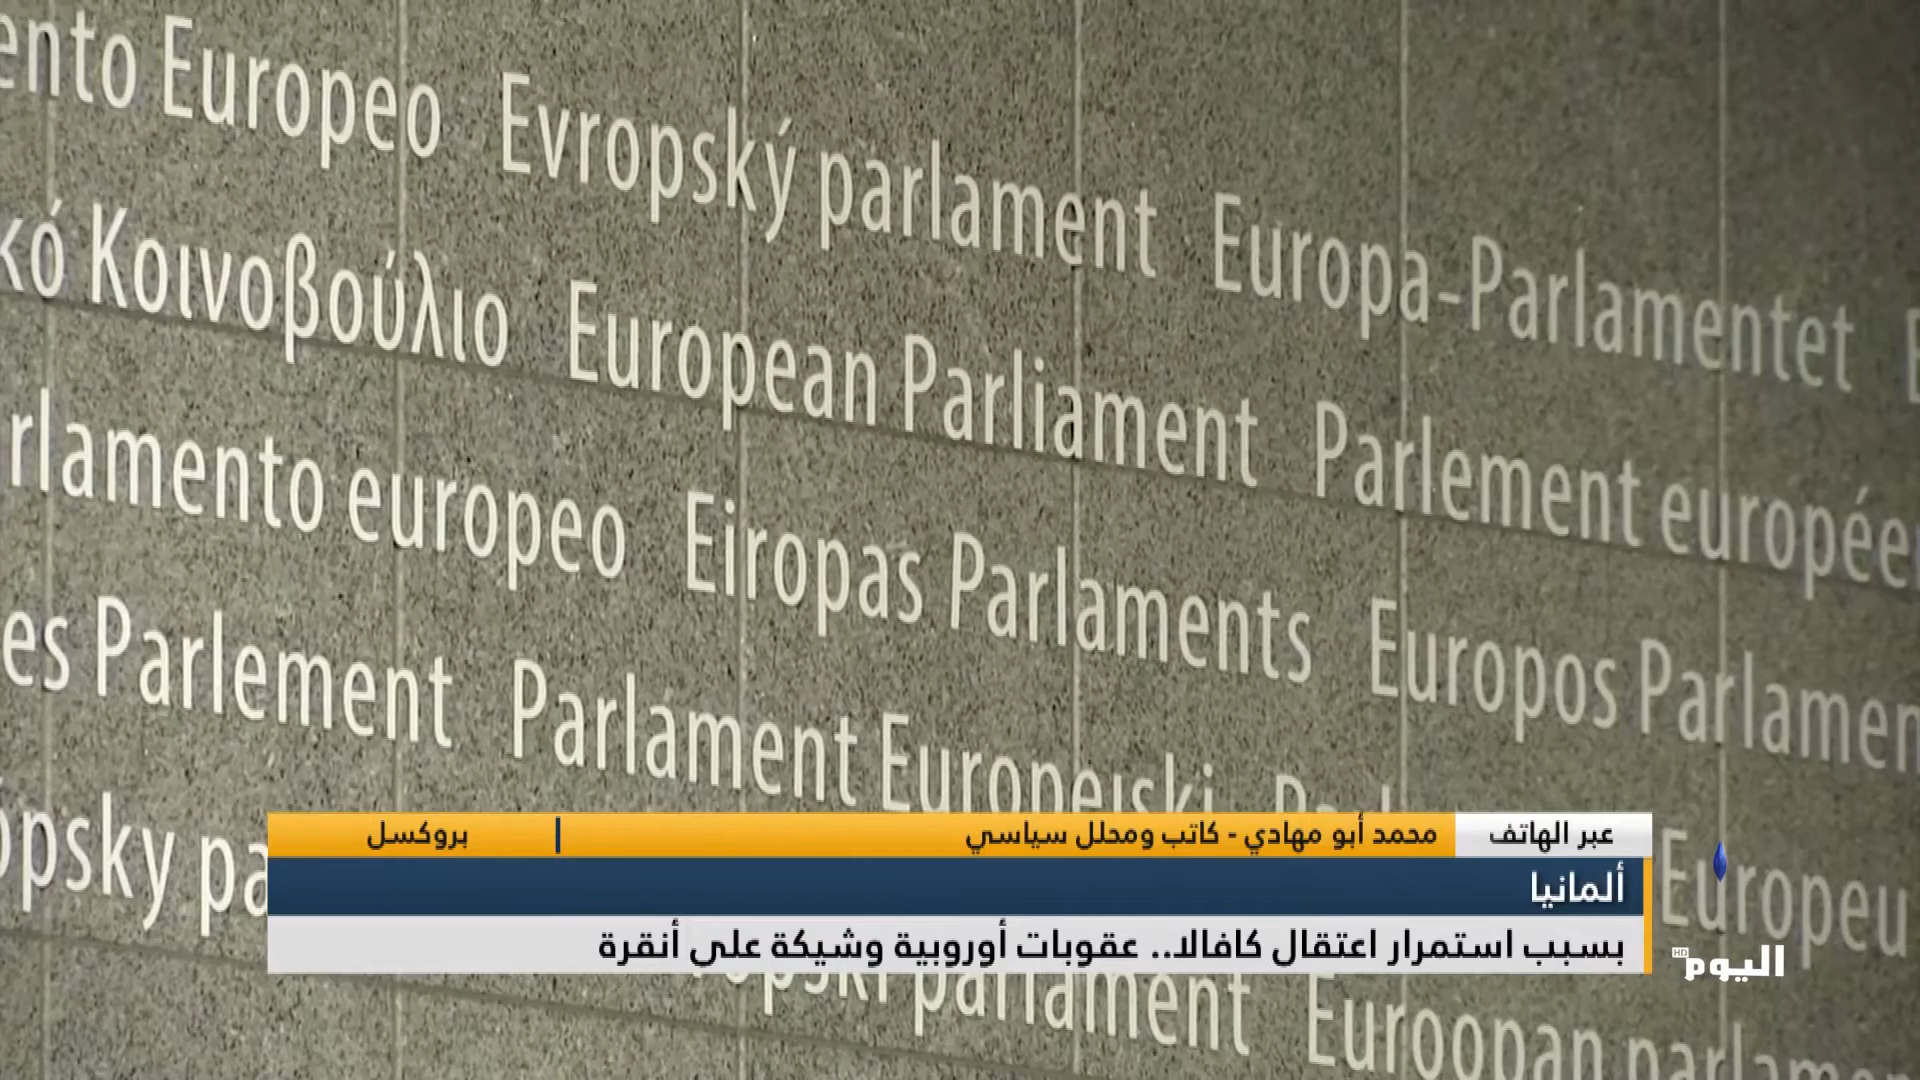 ento Europeo Evropský parlament Europa-Parlamentet
κό Κοινοβούλιο European Parliament Parlement européen
rlamento europeo Eiropas Parlaments Europos Parlamen
es Parlement Parlament Europejski
ópsky pa Europeu
parlament Euroopan parlamen
عبر الهاتف
محمد أبو مهادي - كاتب ومحلل سياسي
بروكسل
ألمانيا
بسبب استمرار اعتقال كافالا.. عقوبات أوروبية وشيكة على أنقرة
اليوم HD